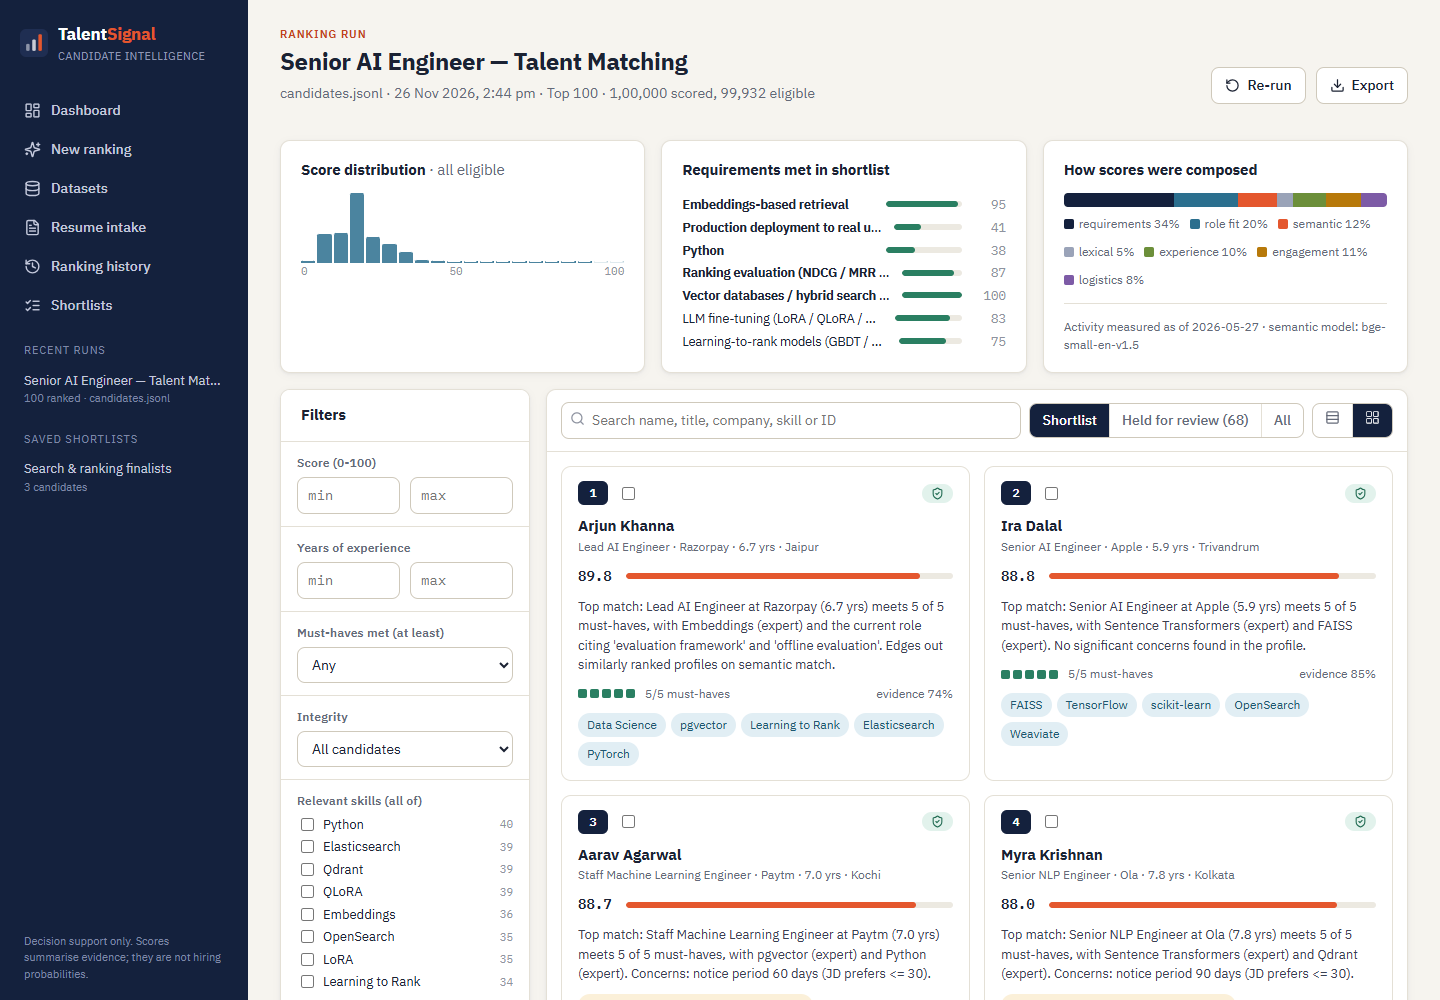 TalentSignal
CANDIDATE INTELLIGENCE
Dashboard
New ranking
Datasets
Resume intake
Ranking history
Shortlists
RECENT RUNS
Senior AI Engineer — Talent Mat...
100 ranked · candidates.jsonl
SAVED SHORTLISTS
Search & ranking finalists
3 candidates
Decision support only. Scores
summarise evidence; they are not hiring
probabilities.
RANKING RUN
Senior AI Engineer — Talent Matching
candidates.jsonl · 26 Nov 2026, 2:44 pm · Top 100 · 1,00,000 scored, 99,932 eligible
Re-run
Export
Score distribution · all eligible
0 50 100
Requirements met in shortlist
Embeddings-based retrieval 95
Production deployment to real u... 41
Python 38
Ranking evaluation (NDCG / MRR ... 87
Vector databases / hybrid search ... 100
LLM fine-tuning (LoRA / QLoRA / ... 83
Learning-to-rank models (GBDT / ... 75
How scores were composed
requirements 34% role fit 20% semantic 12%
lexical 5% experience 10% engagement 11%
logistics 8%
Activity measured as of 2026-05-27 · semantic model: bge-
small-en-v1.5
Filters
Score (0-100)
min max
Years of experience
min max
Must-haves met (at least)
Any
Integrity
All candidates
Relevant skills (all of)
Python 40
Elasticsearch 39
Qdrant 39
QLoRA 39
Embeddings 36
OpenSearch 35
LoRA 35
Learning to Rank 34
Search name, title, company, skill or ID
Shortlist
Held for review (68)
All
1
Arjun Khanna
Lead AI Engineer · Razorpay · 6.7 yrs · Jaipur
89.8
Top match: Lead AI Engineer at Razorpay (6.7 yrs) meets 5 of 5
must-haves, with Embeddings (expert) and the current role
citing 'evaluation framework' and 'offline evaluation'. Edges out
similarly ranked profiles on semantic match.
5/5 must-haves evidence 74%
Data Science pgvector Learning to Rank Elasticsearch
PyTorch
2
Ira Dalal
Senior AI Engineer · Apple · 5.9 yrs · Trivandrum
88.8
Top match: Senior AI Engineer at Apple (5.9 yrs) meets 5 of 5
must-haves, with Sentence Transformers (expert) and FAISS
(expert). No significant concerns found in the profile.
5/5 must-haves evidence 85%
FAISS TensorFlow scikit-learn OpenSearch
Weaviate
3
Aarav Agarwal
Staff Machine Learning Engineer · Paytm · 7.0 yrs · Kochi
88.7
Top match: Staff Machine Learning Engineer at Paytm (7.0 yrs)
meets 5 of 5 must-haves, with pgvector (expert) and Python
(expert). Concerns: notice period 60 days (JD prefers <= 30).
4
Myra Krishnan
Senior NLP Engineer · Ola · 7.8 yrs · Kolkata
88.0
Top match: Senior NLP Engineer at Ola (7.8 yrs) meets 5 of 5
must-haves, with Sentence Transformers (expert) and Qdrant
(expert). Concerns: notice period 90 days (JD prefers <= 30).